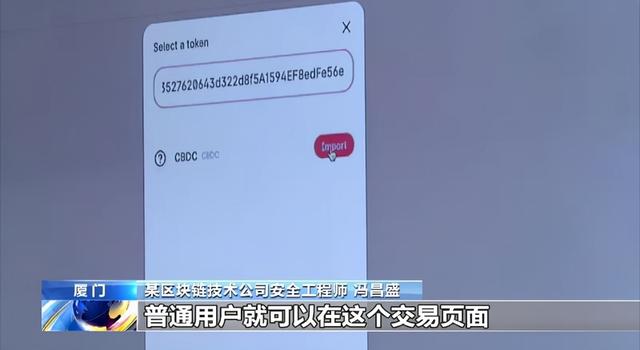 X
Select a token
3527620643d322d8f5A1594EF8edFe56e
CBDC CBDC
Import
厦门
某区块链技术公司安全工程师 冯昌盛
普通用户就可以在这个交易页面